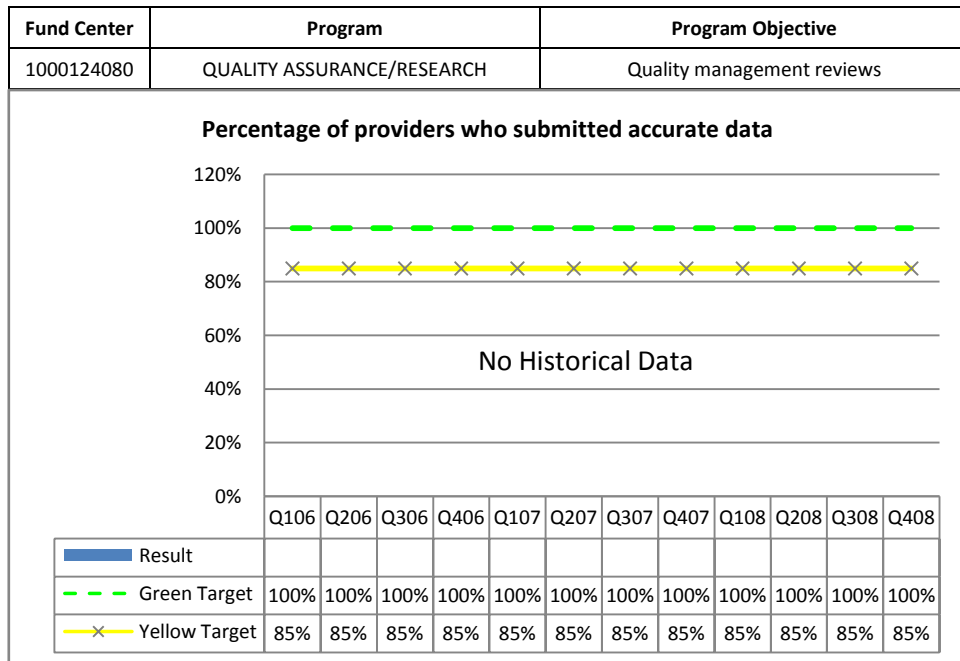 Fund Center Program Program Objective
1000124080 QUALITY ASSURANCE/RESEARCH Quality management reviews
Percentage of providers who submitted accurate data
120%
100%
80%
60%
No Historical Data
40%
20%
0%
Q106 Q206 Q306 Q406 Q107 Q207 Q307 Q407 Q108 Q208 Q308 Q408
Result
Green Target 100% 100% 100% 100% 100% 100% 100% 100% 100% 100% 100% 100%
Yellow Target 85% 85% 85% 85% 85% 85% 85% 85% 85% 85% 85% 85%